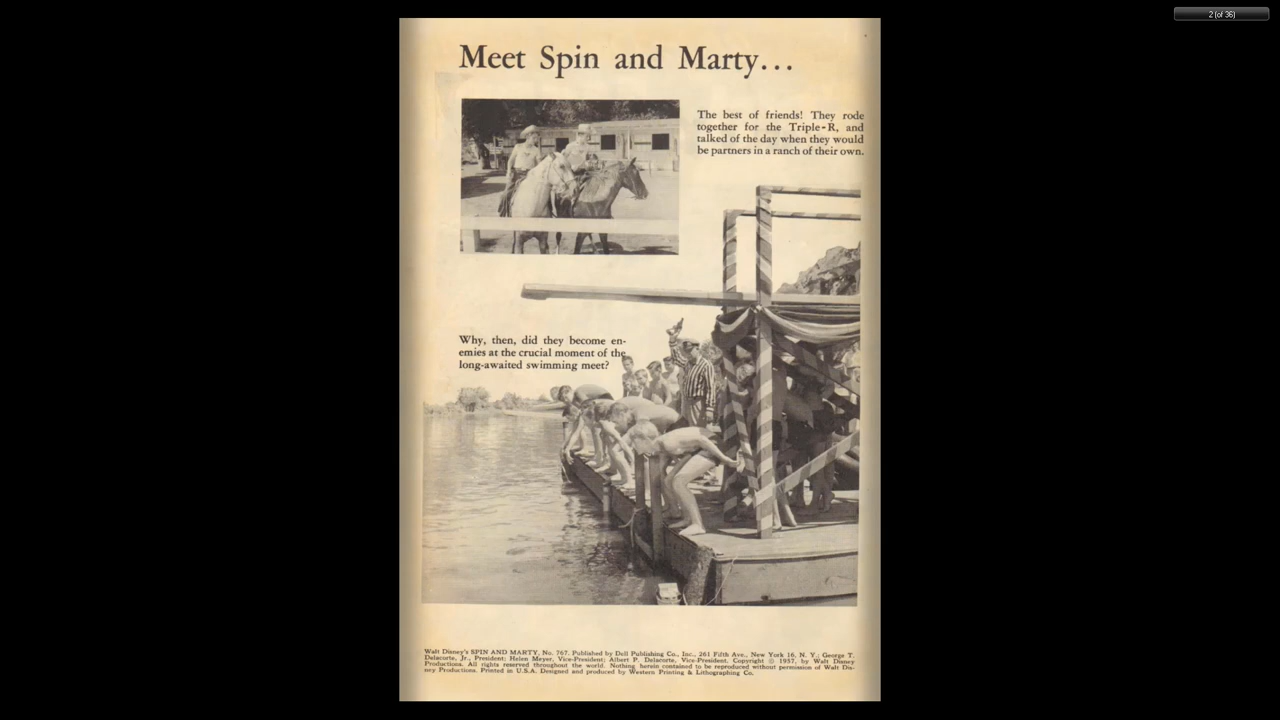 2 (of 36)
Meet Spin and Marty...
The best of friends! They rode
together for the Triple-R, and
talked of the day when they would
be partners in a ranch of their own.
Why, then, did they become en-
emies at the crucial moment of the
long-awaited swimming meet?
Walt Disney's SPIN AND MARTY, No. 767. Published by Dell Publishing Co., Inc., 261 Fifth Ave., New York 16, N. Y.; George T.
Delacorte, Jr., President; Helen Meyer, Vice-President; Albert P. Delacorte, Vice-President. Copyright © 1957, by Walt Disney
Productions. All rights reserved throughout the world. Nothing herein contained to be reproduced without permission of Walt Dis-
ney Productions. Printed in U.S.A. Designed and produced by Western Printing & Lithographing Co.